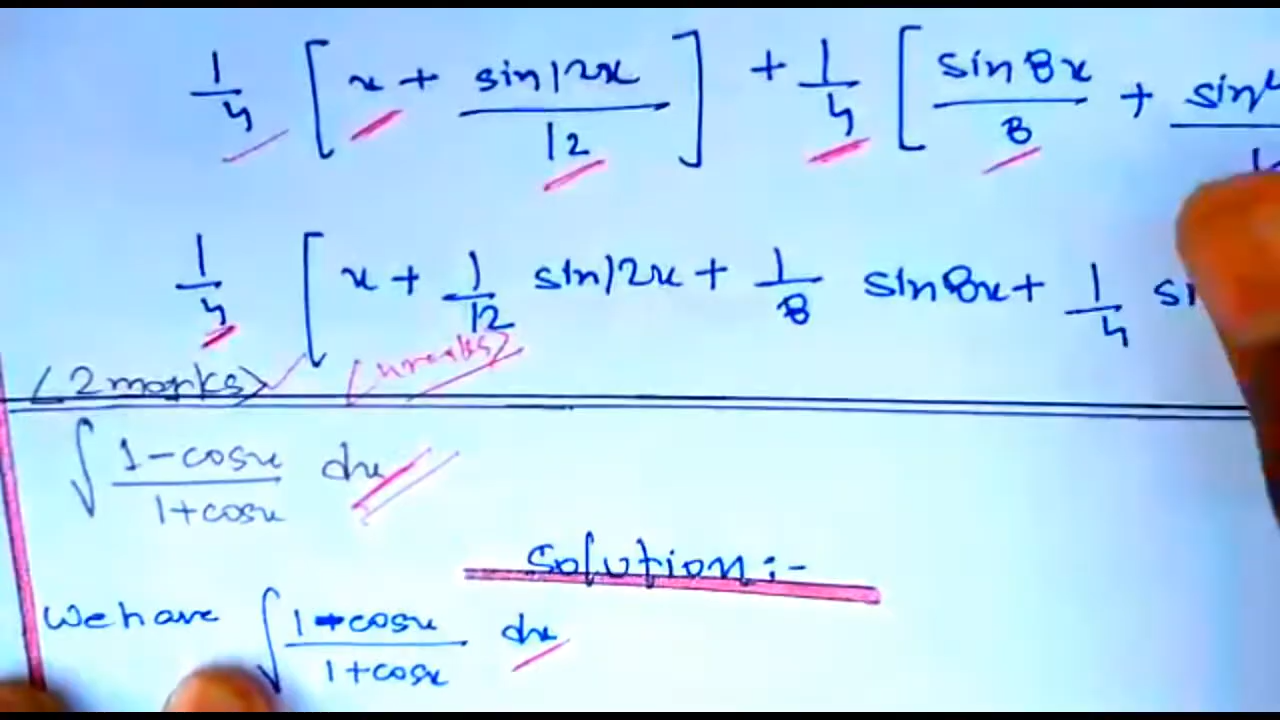 1/4 [ x + sin12x/12 ] + 1/4 [ sin8x/8 + sin
1/4 [ x + 1/12 sin12x + 1/8 sin8x + 1/4 si
(2 marks)
∫ 1-cosx/1+cosx dx
Solution:-
We have ∫ 1-cosx/1+cosx dx